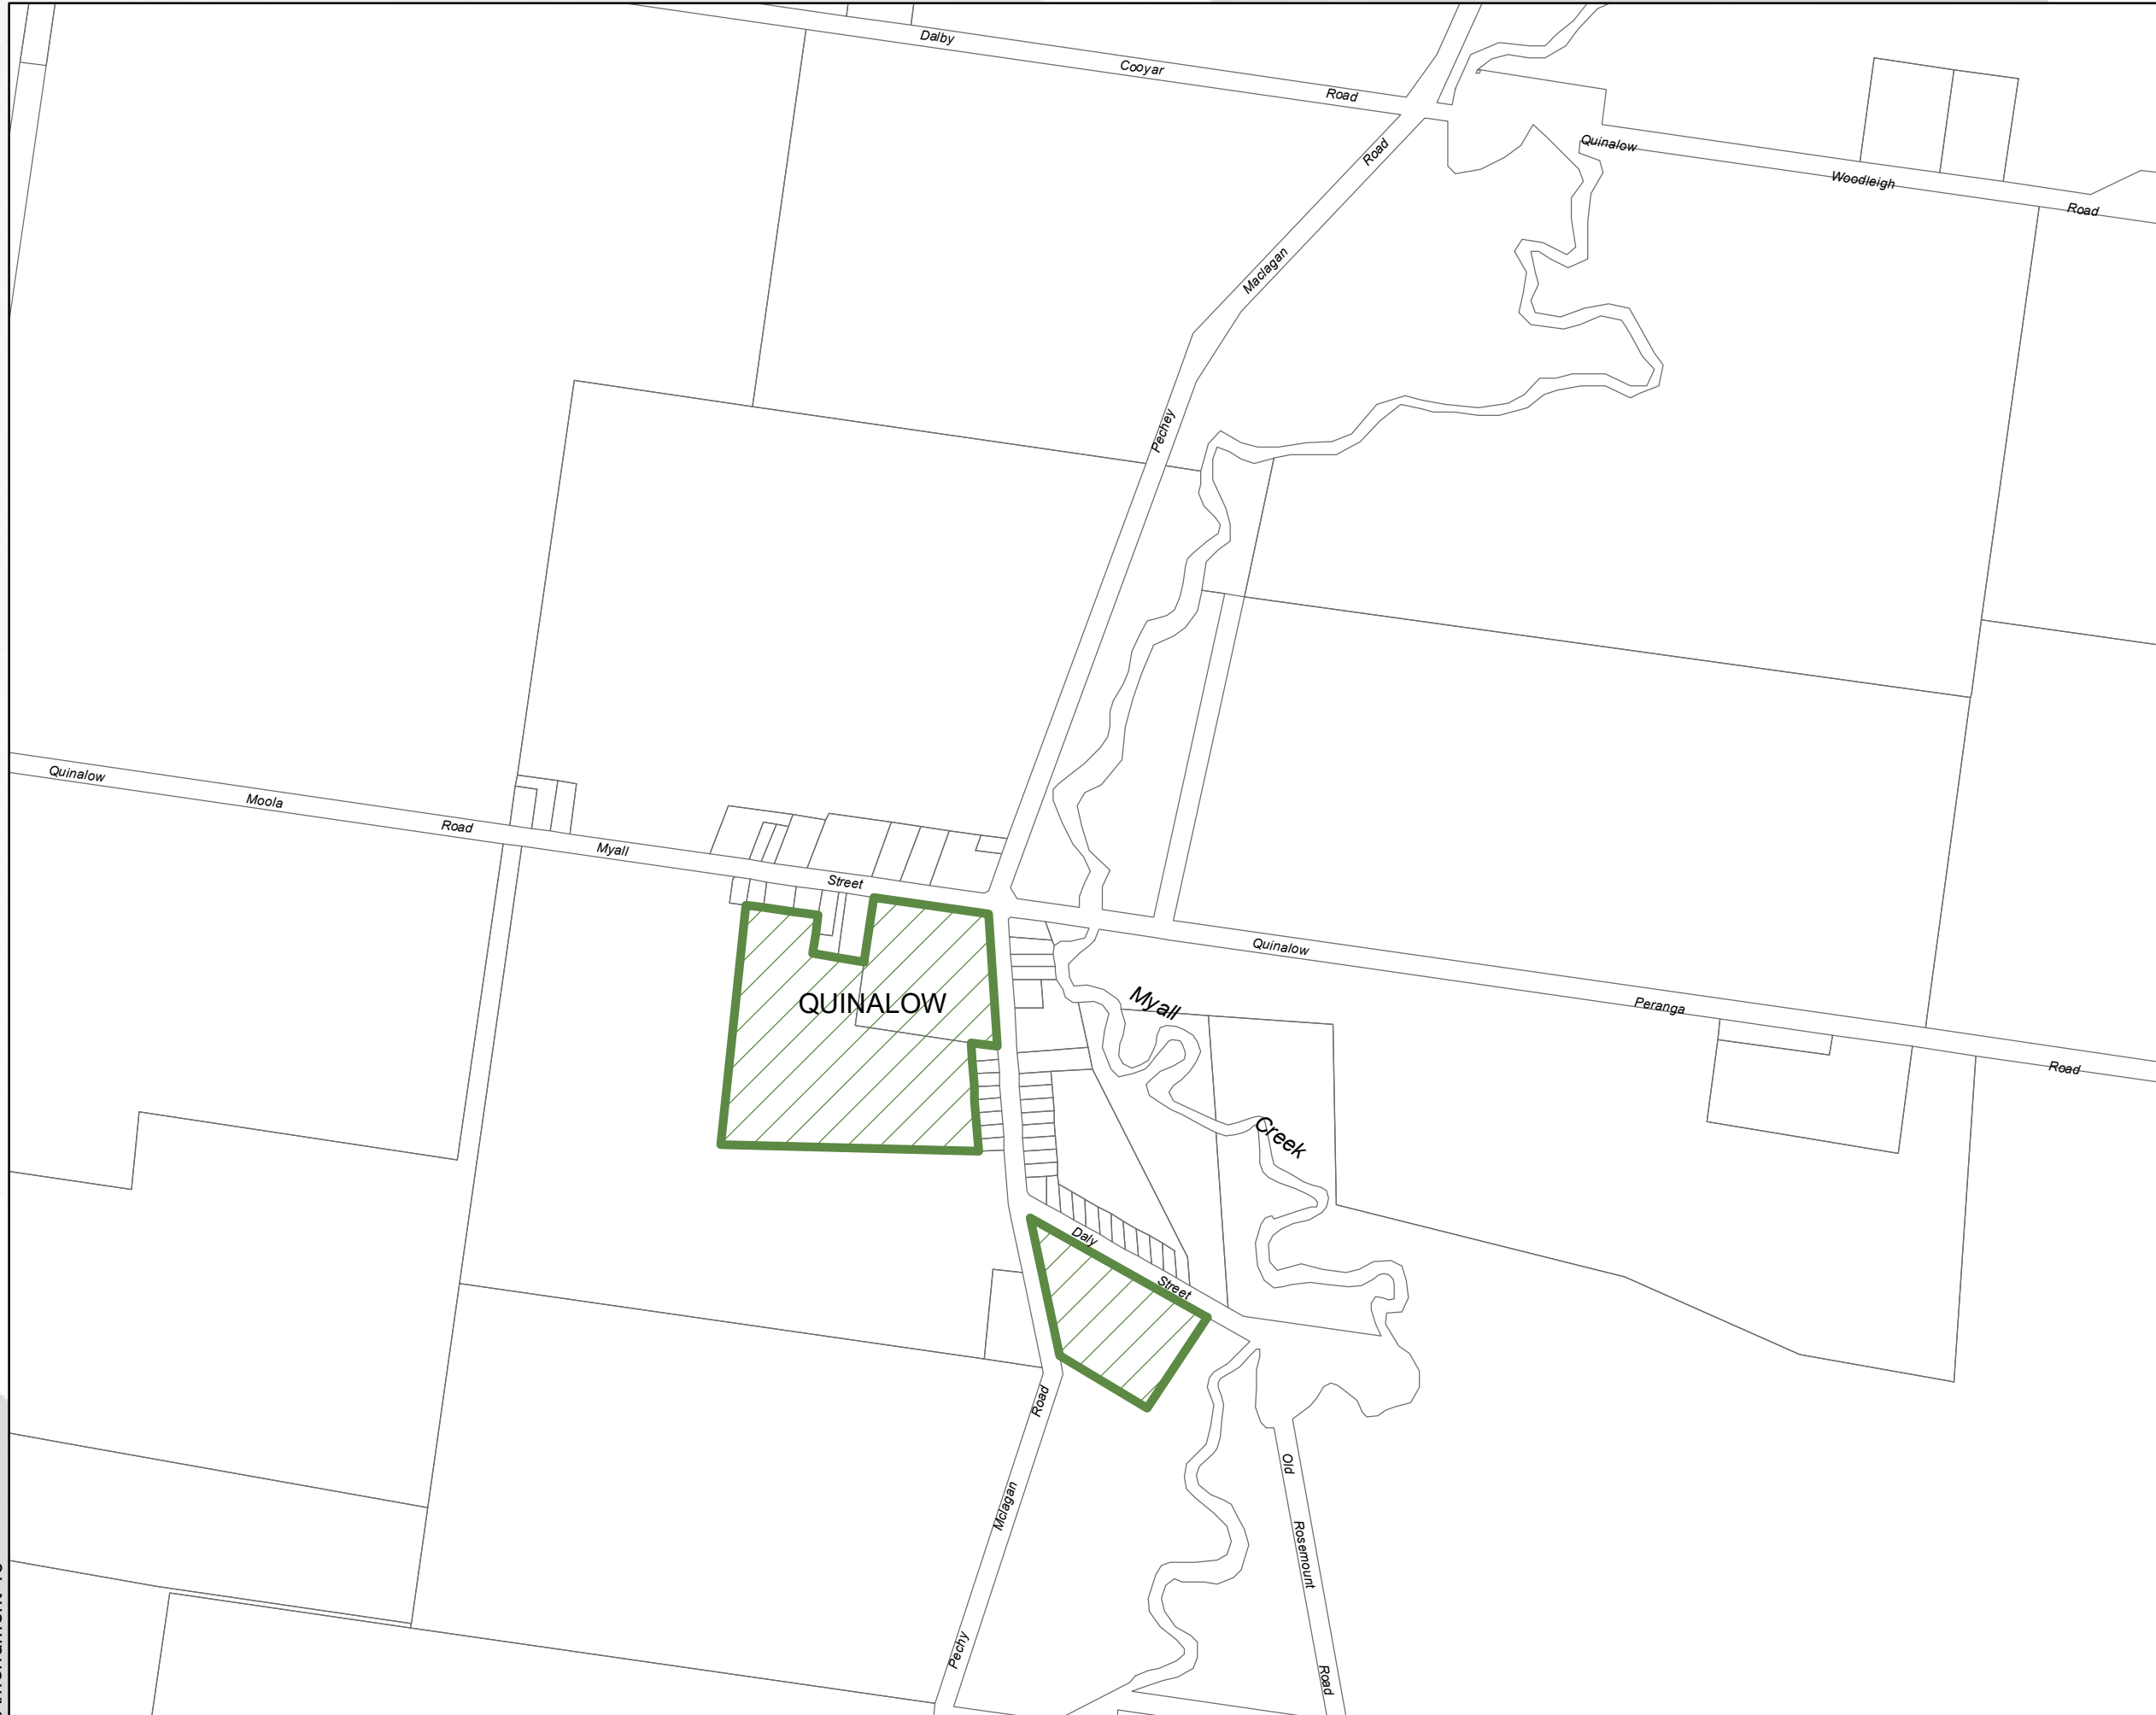 Dalby
Cooyar
Road
Road
Quinalow
Woodleigh
Road
Maclagan
Pechey
Quinalow
Moola
Road
Myall
Street
Quinalow
Peranga
Road
QUINALOW
Myall
Creek
Daly
Street
Road
Mclagan
Pechy
Old
Rosemount
Road